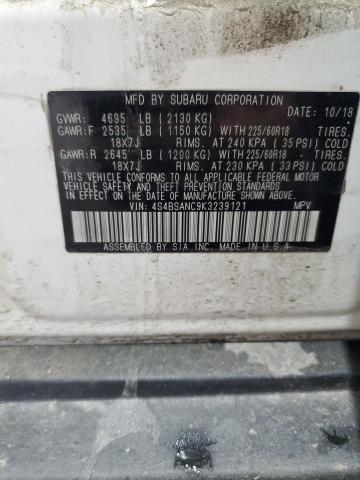 MFD BY SUBARU CORPORATION DATE: 10/18
GVWR: 4695 LB (2130 KG)
GAWR:F 2535 LB (1150 KG) WITH 225/60R18 TIRES.
18X7J RIMS. AT 240 KPA (35 PSI) COLD
GAWR:R 2645 LB (1200 KG) WITH 225/60R18 TIRES.
18X7J RIMS. AT 230 KPA (33 PSI) COLD
THIS VEHICLE CONFORMS TO ALL APPLICABLE FEDERAL MOTOR
VEHICLE SAFETY AND BUMPER STANDARDS IN EFFECT ON
THE DATE OF MANUFACTURE SHOWN ABOVE.
VIN: 4S4BSANC9K3239121 MPV
ASSEMBLED BY SIA INC. MADE IN U.S.A